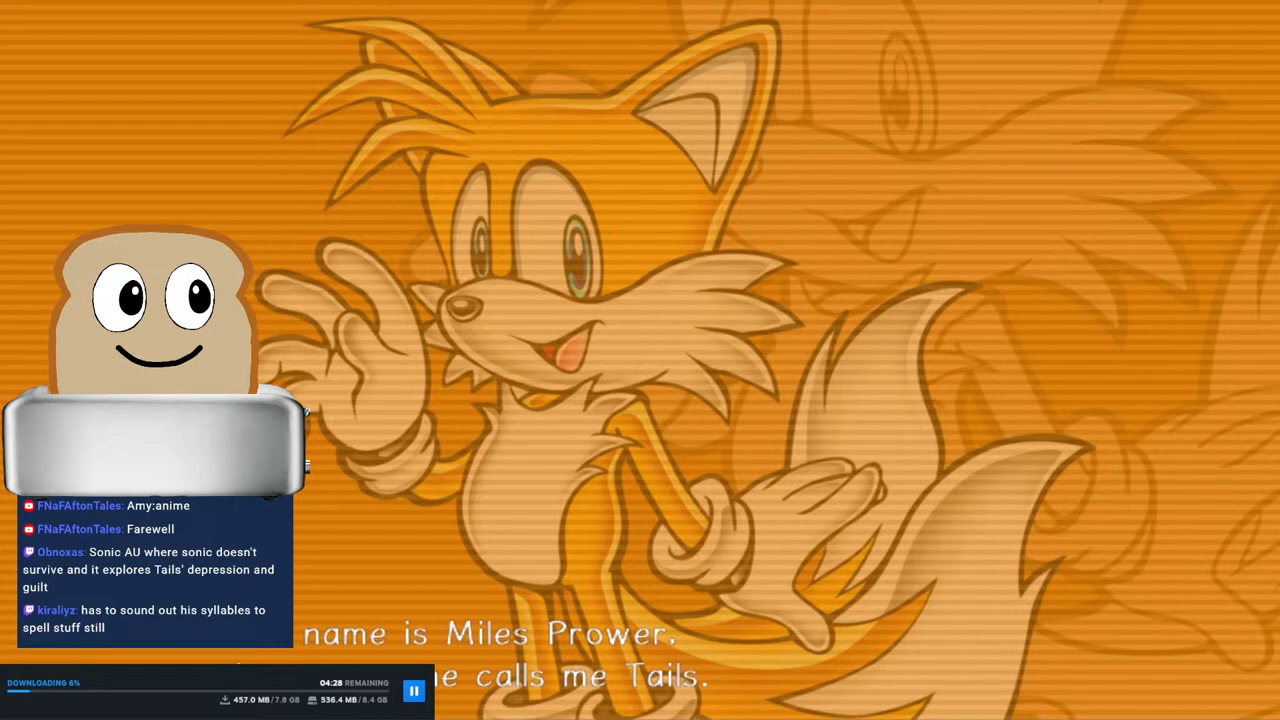 FNaFAftonTales: Amy:anime
FNaFAftonTales: Farewell
Obnoxas: Sonic AU where sonic doesn't
survive and it explores Tails' depression and
guilt
kiraliyz: has to sound out his syllables to
spell stuff still
name is Miles Prower,
calls me Tails.
DOWNLOADING 6% 04:28 REMAINING
457.0 MB/7.8 GB 536.4 MB/8.4 GB